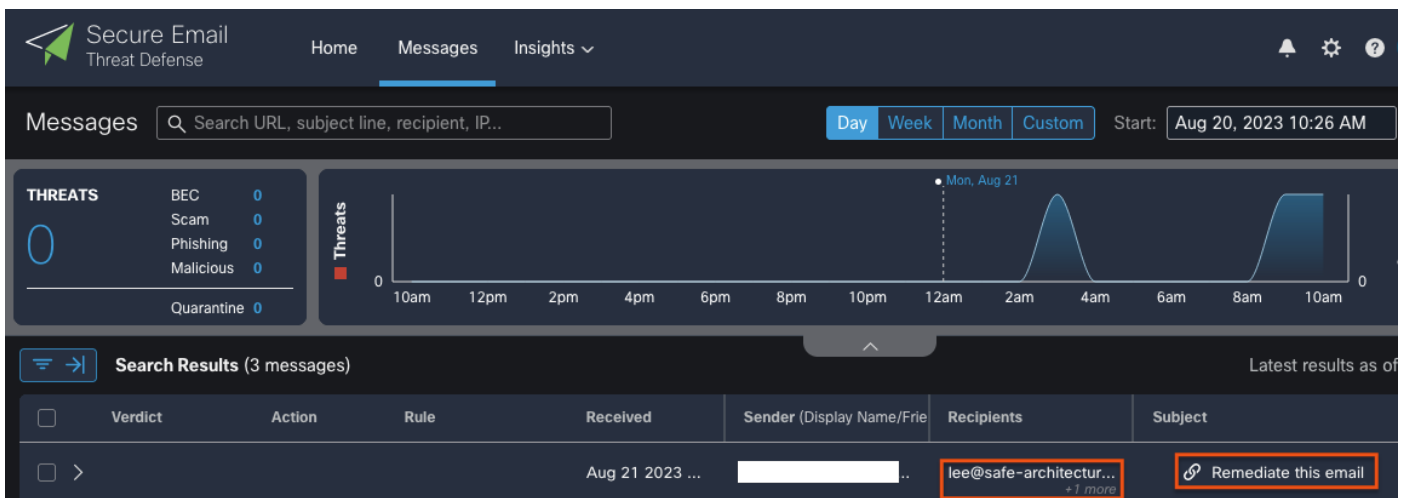 Secure Email
Threat Defense
Home Messages Insights
Messages Search URL, subject line, recipient, IP... Day Week Month Custom Start: Aug 20, 2023 10:26 AM
THREATS
0
BEC 0
Scam 0
Phishing 0
Malicious 0
Quarantine 0
Threats
Mon, Aug 21
0 0
10am 12pm 2pm 4pm 6pm 8pm 10pm 12am 2am 4am 6am 8am 10am
Search Results (3 messages) Latest results as of
Verdict Action Rule Received Sender (Display Name/Frie Recipients Subject
Aug 21 2023 ... .. lee@safe-architectur... Remediate this email
+1 more